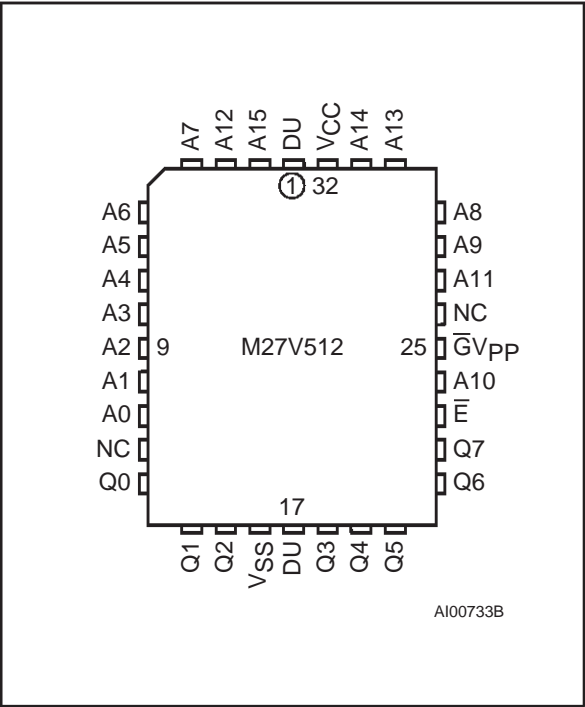 A7 A12 A15 DU VCC A14 A13
1 32
A6 A8
A5 A9
A4 A11
A3 NC
A2 9 M27V512 25 G̅VPP
A1 A10
A0 E̅
NC Q7
Q0 Q6
17
Q1 Q2 VSS DU Q3 Q4 Q5
AI00733B